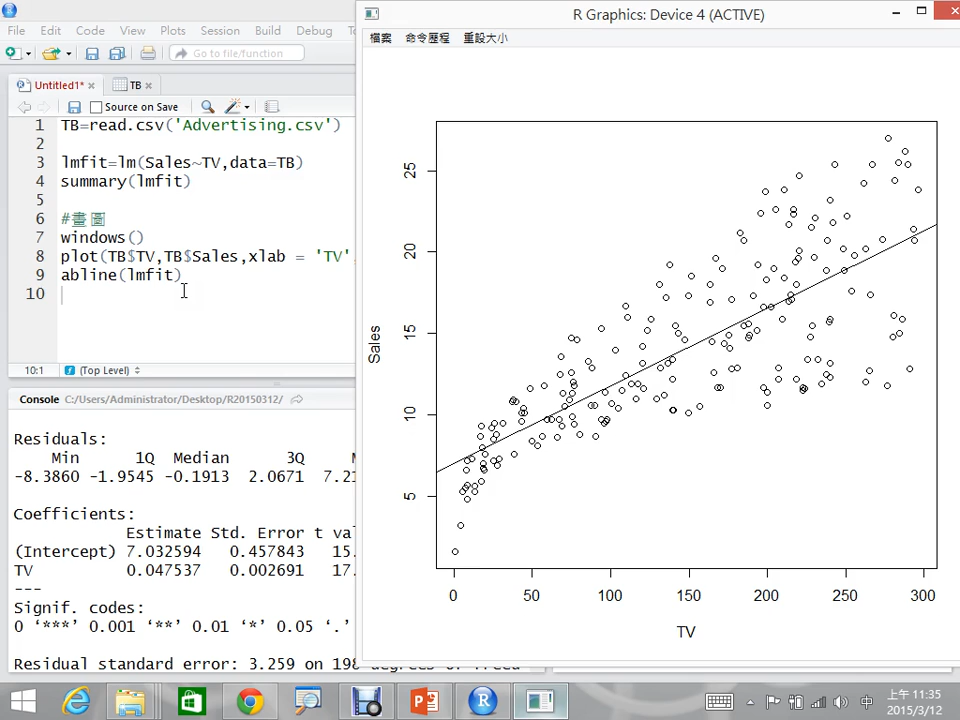 R Graphics: Device 4 (ACTIVE)
File Edit Code View Plots Session Build Debug
檔案 命令歷程 重設大小
Go to file/function
Untitled1* TB
Source on Save
1 TB=read.csv('Advertising.csv')
2
3 lmfit=lm(Sales~TV,data=TB)
4 summary(lmfit)
5
6 #畫圖
7 windows()
8 plot(TB$TV,TB$Sales,xlab = 'TV'
9 abline(lmfit)
10
10:1 (Top Level)
Console C:/Users/Administrator/Desktop/R20150312/
Residuals:
Min 1Q Median 3Q
-8.3860 -1.9545 -0.1913 2.0671 7.21
Coefficients:
Estimate Std. Error t val
(Intercept) 7.032594 0.457843 15.
TV 0.047537 0.002691 17.
---
Signif. codes:
0 ‘***’ 0.001 ‘**’ 0.01 ‘*’ 0.05 ‘.’
Residual standard error: 3.259 on 198
25
20
15
10
5
Sales
0 50 100 150 200 250 300
TV
中
上午 11:35
2015/3/12